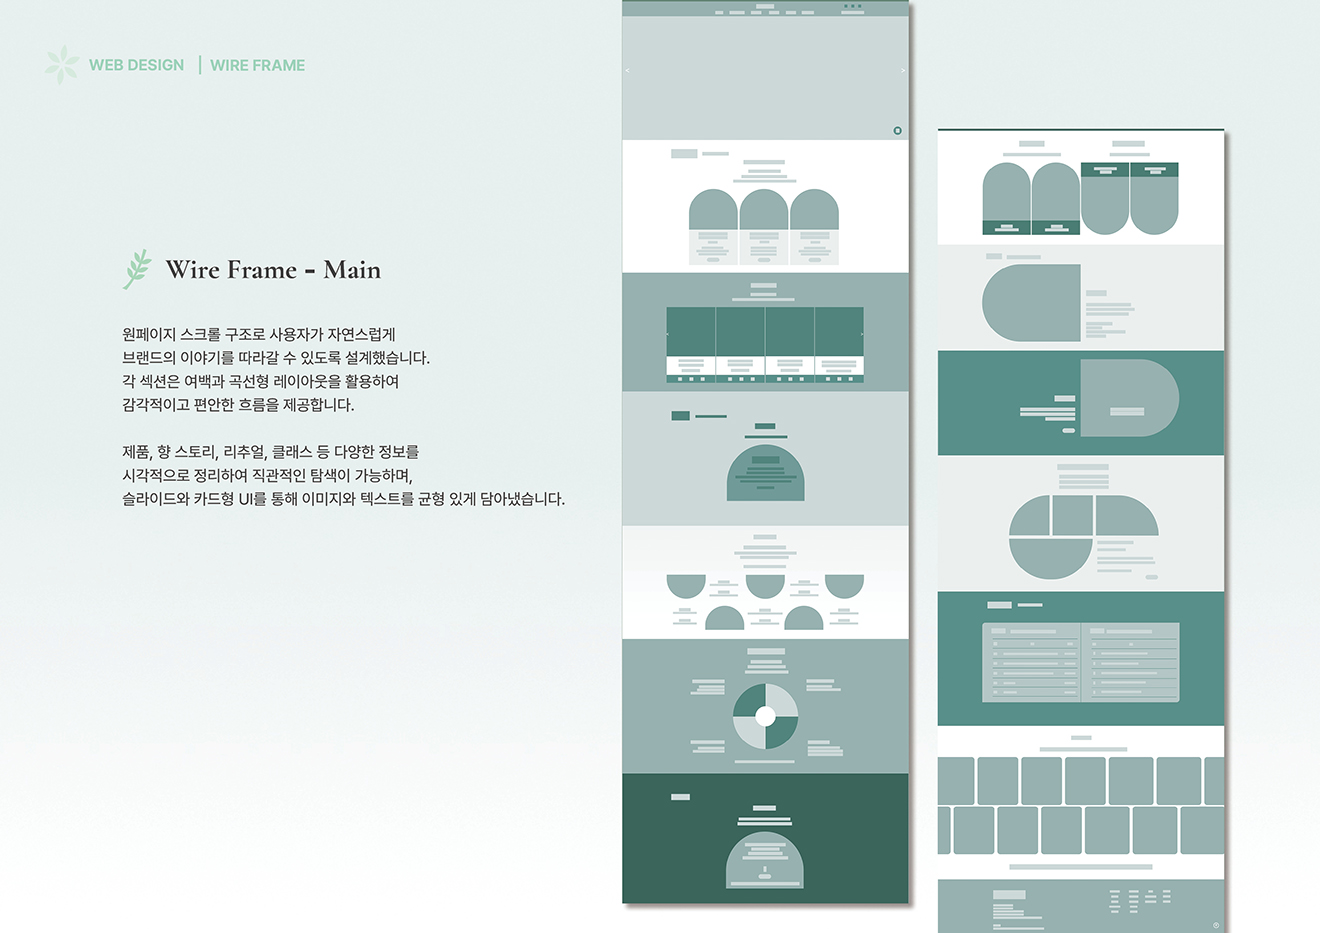 WEB DESIGN | WIRE FRAME
Wire Frame - Main
원페이지 스크롤 구조로 사용자가 자연스럽게
브랜드의 이야기를 따라갈 수 있도록 설계했습니다.
각 섹션은 여백과 곡선형 레이아웃을 활용하여
감각적이고 편안한 흐름을 제공합니다.
제품, 향 스토리, 리추얼, 클래스 등 다양한 정보를
시각적으로 정리하여 직관적인 탐색이 가능하며,
슬라이드와 카드형 UI를 통해 이미지와 텍스트를 균형 있게 담아냈습니다.